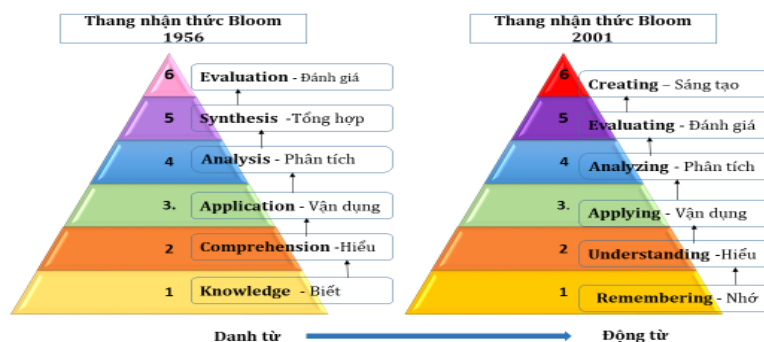 Thang nhận thức Bloom
1956
6 Evaluation - Đánh giá
5 Synthesis -Tổng hợp
4 Analysis - Phân tích
3. Application - Vận dụng
2 Comprehension -Hiểu
1 Knowledge - Biết
Thang nhận thức Bloom
2001
6 Creating – Sáng tạo
5 Evaluating - Đánh giá
4 Analyzing - Phân tích
3. Applying - Vận dụng
2 Understanding -Hiểu
1 Remembering - Nhớ
Danh từ
Động từ